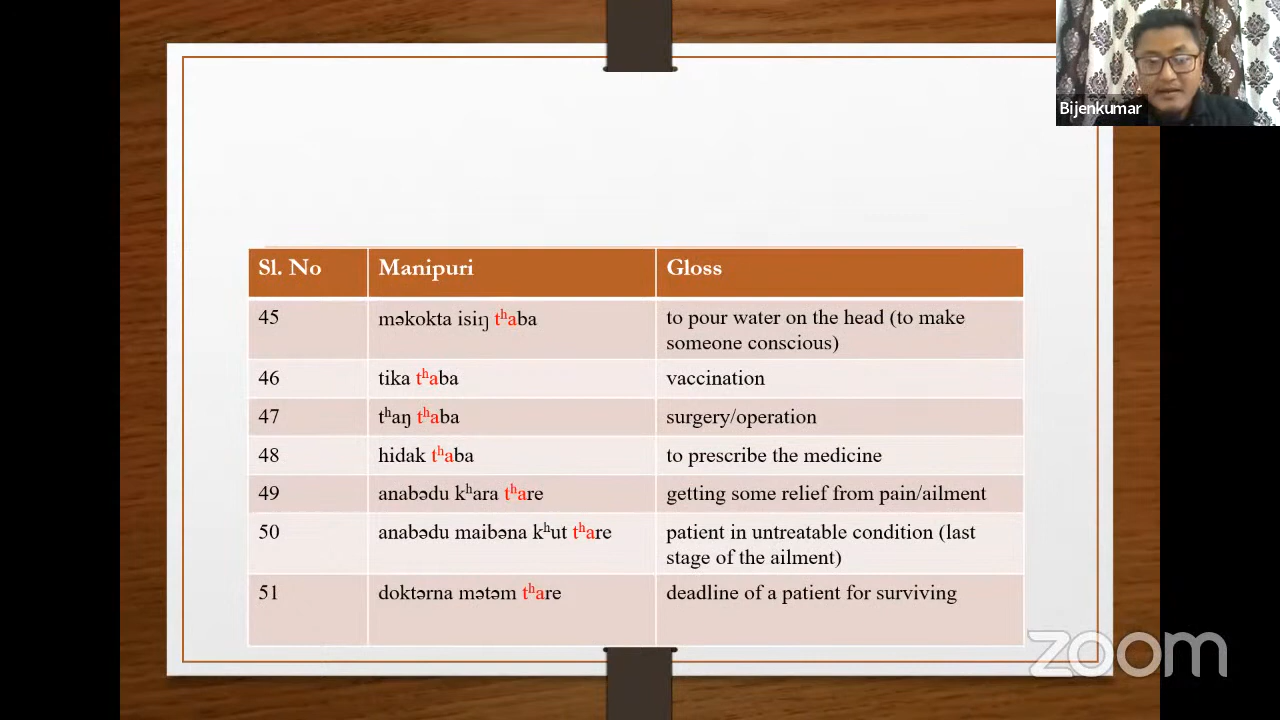 Bijenkumar
Sl. No Manipuri Gloss
45 məkokta isiŋ tʰaba to pour water on the head (to make
someone conscious)
46 tika tʰaba vaccination
47 tʰaŋ tʰaba surgery/operation
48 hidak tʰaba to prescribe the medicine
49 anabədu kʰara tʰare getting some relief from pain/ailment
50 anabədu maibəna kʰut tʰare patient in untreatable condition (last
stage of the ailment)
51 doktərna mətəm tʰare deadline of a patient for surviving
zoom